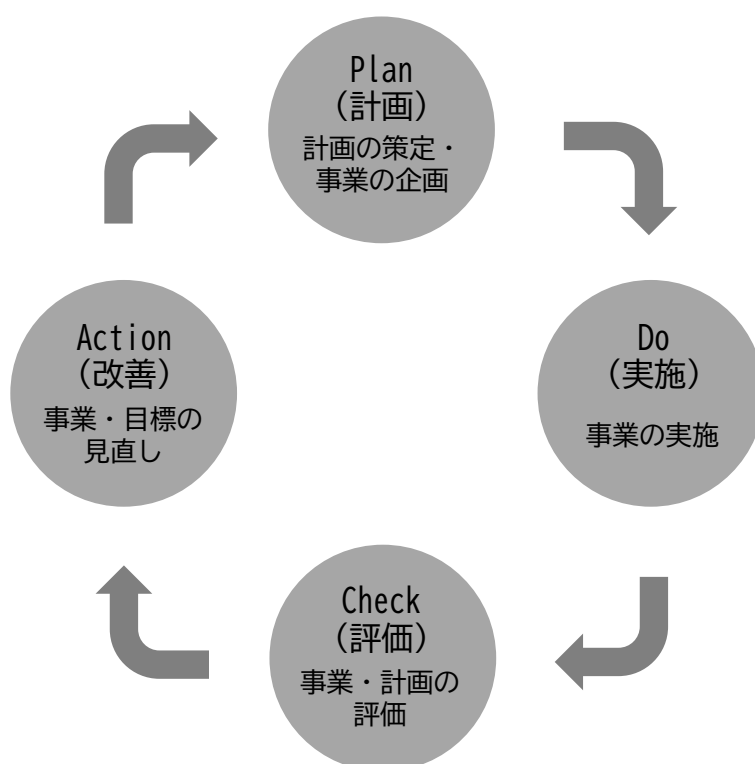 Plan
（計画）
計画の策定・
事業の企画
Do
（実施）
事業の実施
Check
（評価）
事業・計画の
評価
Action
（改善）
事業・目標の
見直し